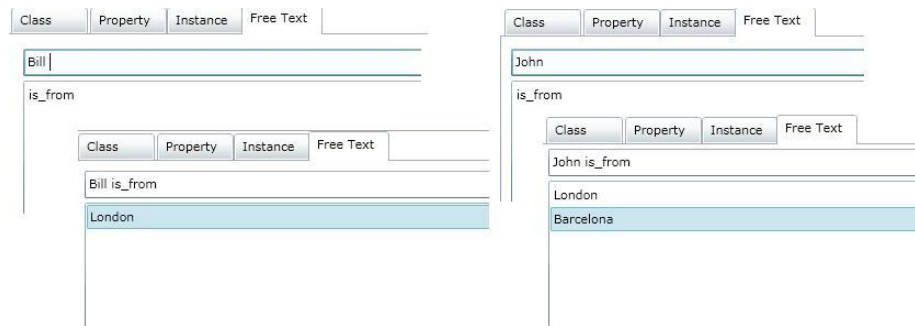 Class Property Instance Free Text
Bill
is_from
Class Property Instance Free Text
Bill is_from
London
Class Property Instance Free Text
John
is_from
Class Property Instance Free Text
John is_from
London
Barcelona